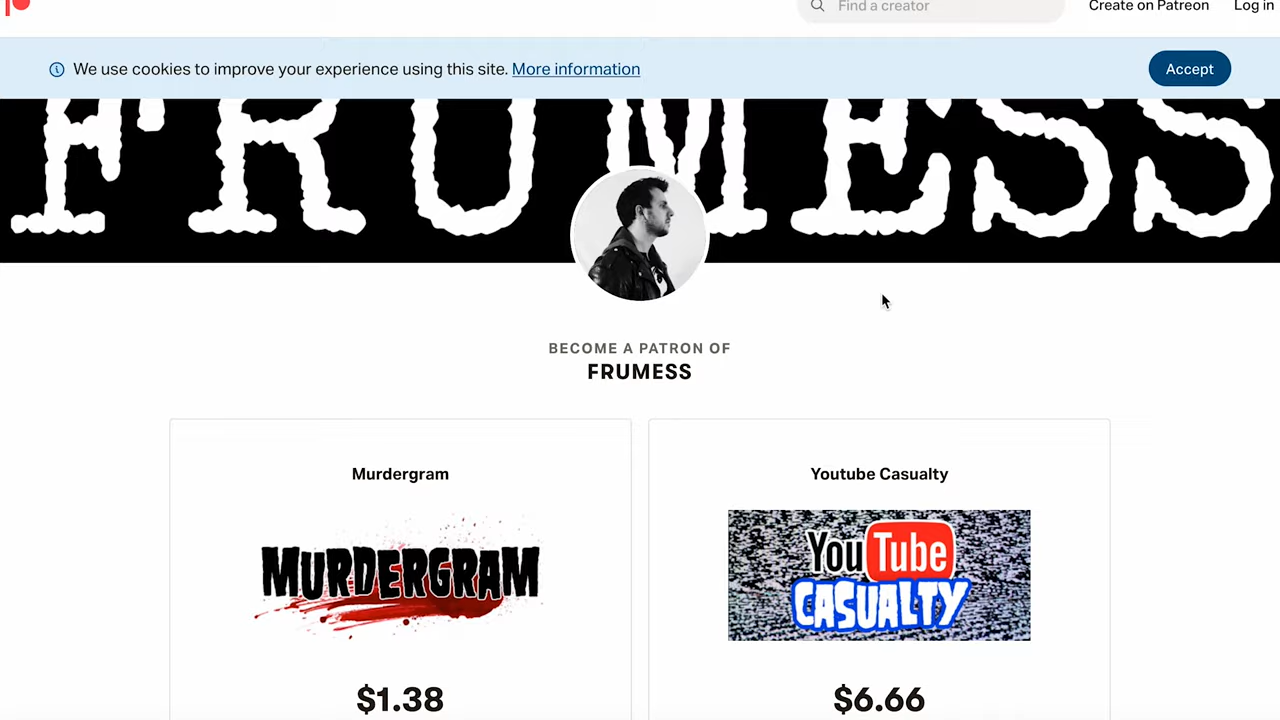 Find a creator
Create on Patreon
Log in
We use cookies to improve your experience using this site. More information
Accept
FRUMESS
BECOME A PATRON OF
FRUMESS
Murdergram
Youtube Casualty
MURDERGRAM
YouTube
CASUALTY
$1.38
$6.66